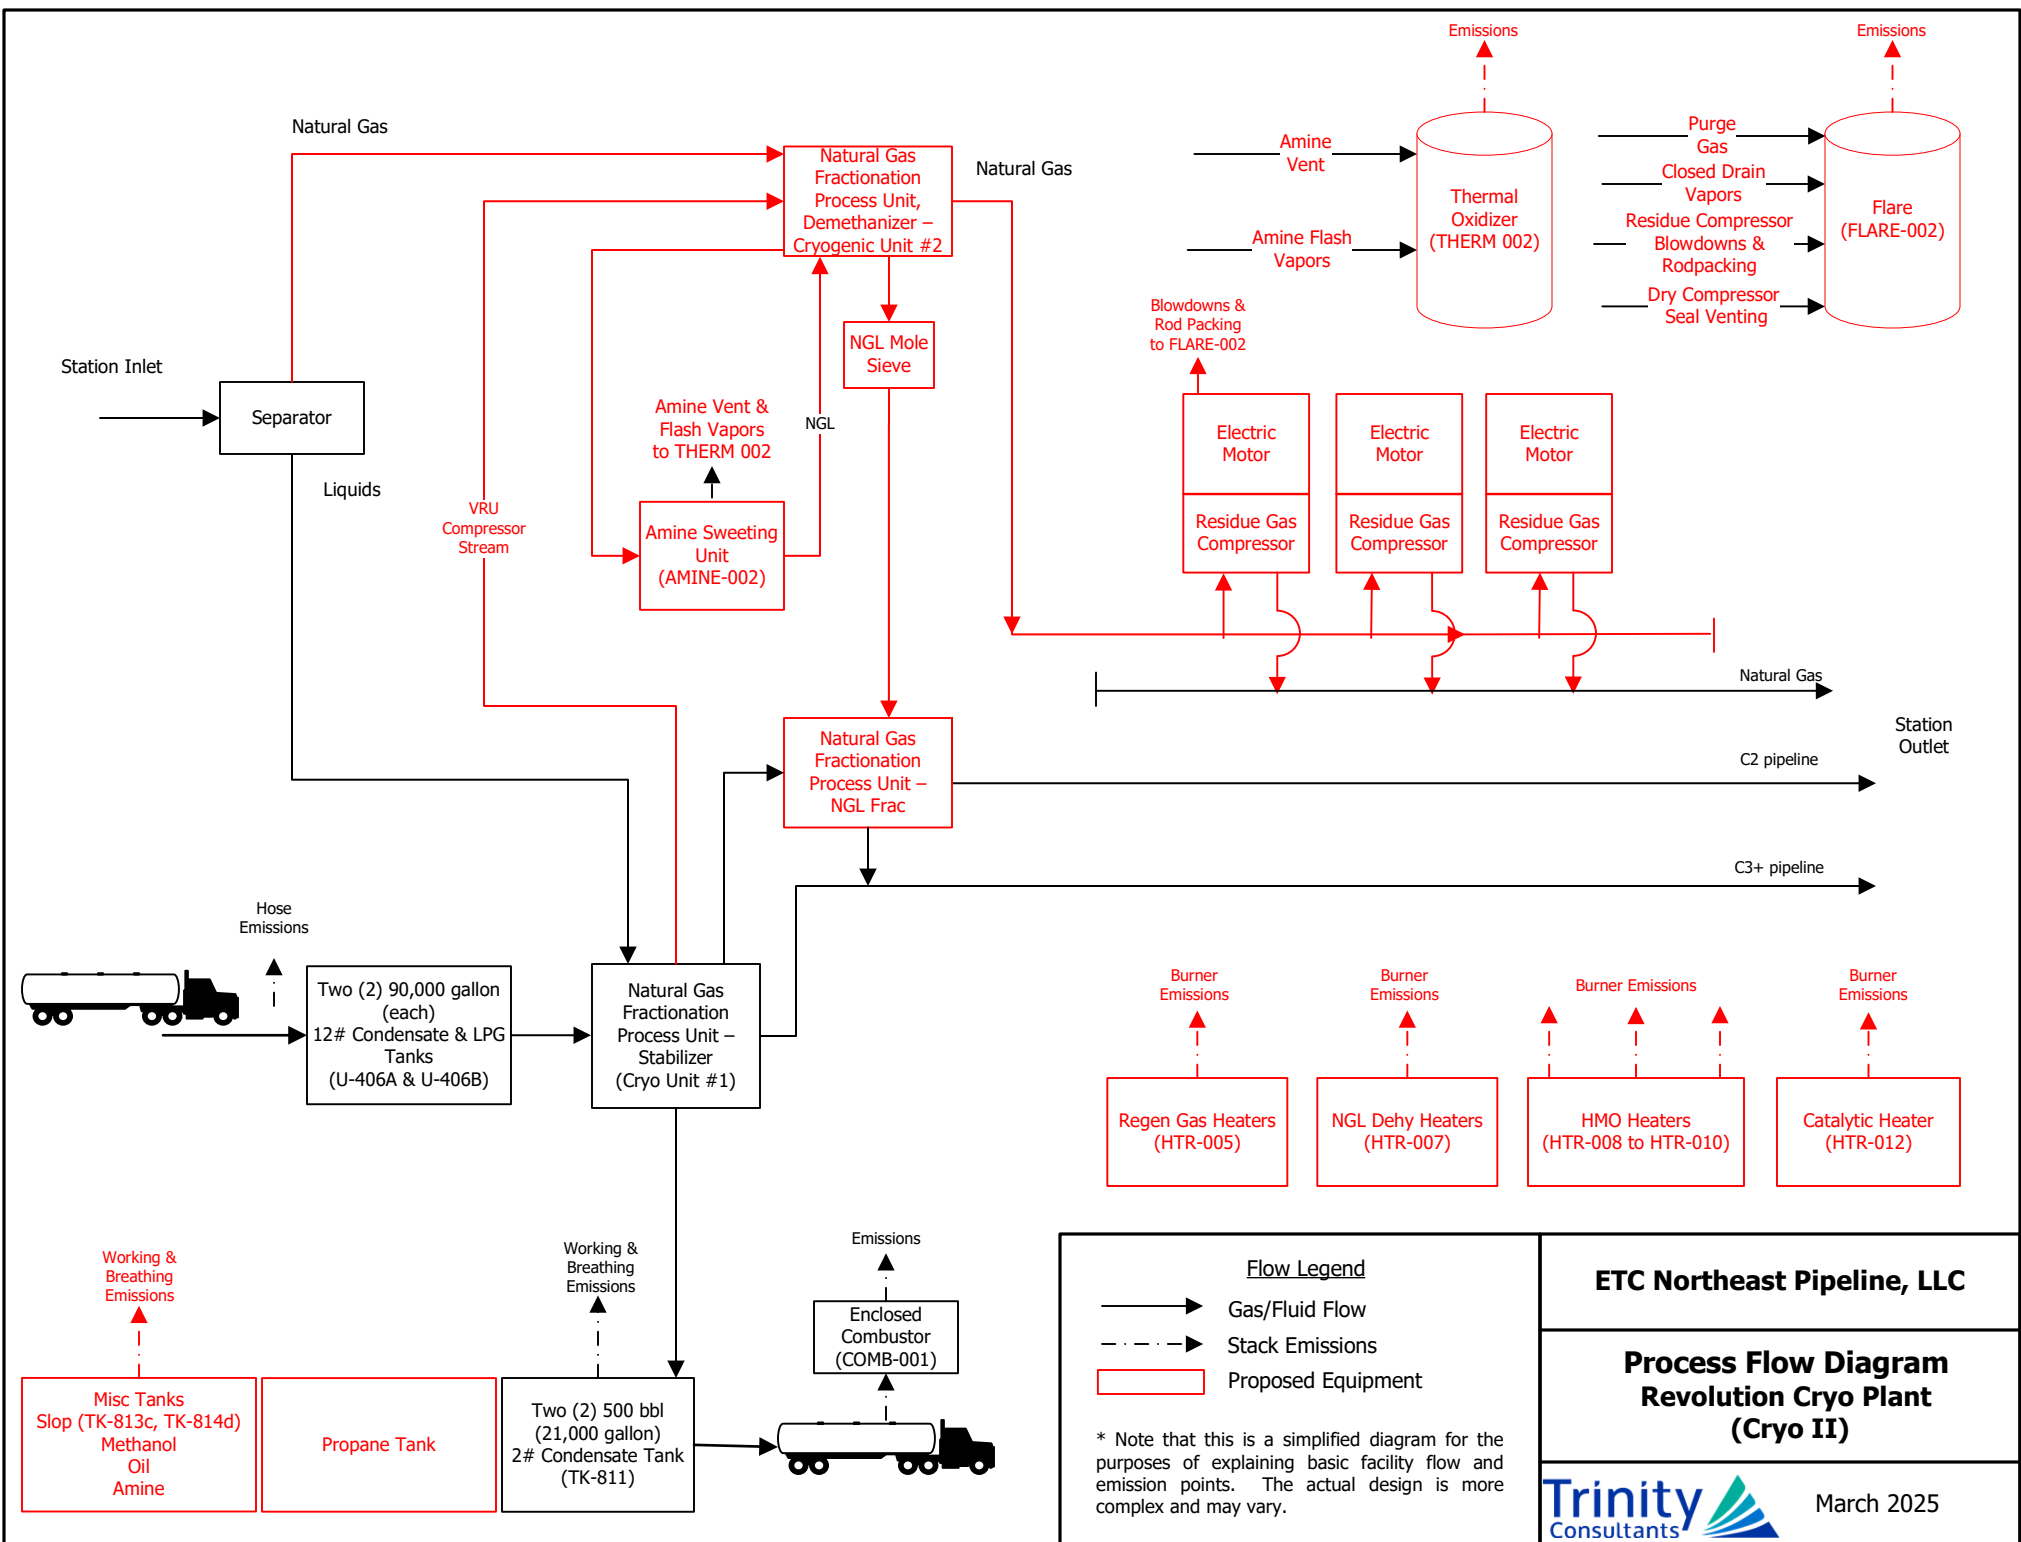 Emissions
Emissions
Natural Gas
Natural Gas
Fractionation
Process Unit,
Demethanizer –
Cryogenic Unit #2
Natural Gas
Amine
Vent
Amine Flash
Vapors
Thermal
Oxidizer
(THERM 002)
Purge
Gas
Closed Drain
Vapors
Residue Compressor
Blowdowns &
Rodpacking
Dry Compressor
Seal Venting
Flare
(FLARE-002)
Blowdowns &
Rod Packing
to FLARE-002
NGL Mole
Sieve
Station Inlet
Separator
Liquids
Amine Vent &
Flash Vapors
to THERM 002
NGL
VRU
Compressor
Stream
Amine Sweeting
Unit
(AMINE-002)
Electric
Motor
Electric
Motor
Electric
Motor
Residue Gas
Compressor
Residue Gas
Compressor
Residue Gas
Compressor
Natural Gas
Station
Outlet
Natural Gas
Fractionation
Process Unit –
NGL Frac
C2 pipeline
C3+ pipeline
Hose
Emissions
Two (2) 90,000 gallon
(each)
12# Condensate & LPG
Tanks
(U-406A & U-406B)
Natural Gas
Fractionation
Process Unit –
Stabilizer
(Cryo Unit #1)
Burner
Emissions
Burner
Emissions
Burner Emissions
Burner
Emissions
Regen Gas Heaters
(HTR-005)
NGL Dehy Heaters
(HTR-007)
HMO Heaters
(HTR-008 to HTR-010)
Catalytic Heater
(HTR-012)
Working &
Breathing
Emissions
Working &
Breathing
Emissions
Emissions
Enclosed
Combustor
(COMB-001)
Misc Tanks
Slop (TK-813c, TK-814d)
Methanol
Oil
Amine
Propane Tank
Two (2) 500 bbl
(21,000 gallon)
2# Condensate Tank
(TK-811)
Flow Legend
Gas/Fluid Flow
Stack Emissions
Proposed Equipment
* Note that this is a simplified diagram for the
purposes of explaining basic facility flow and
emission points. The actual design is more
complex and may vary.
ETC Northeast Pipeline, LLC
Process Flow Diagram
Revolution Cryo Plant
(Cryo II)
Trinity
Consultants
March 2025